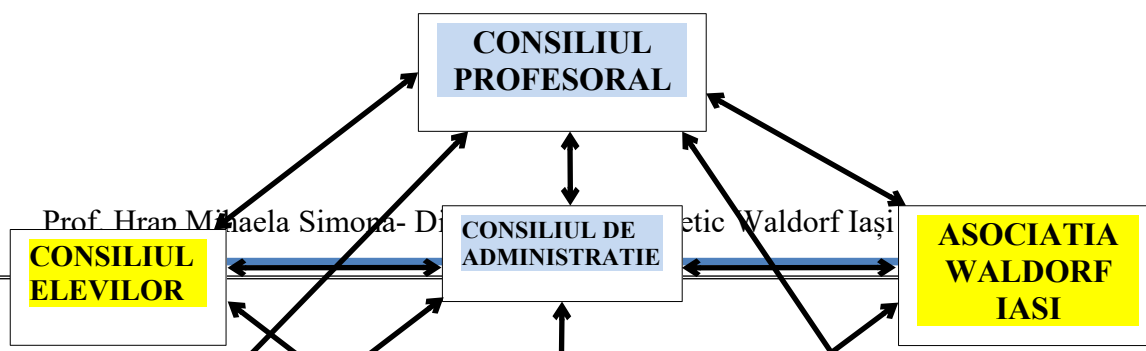 CONSILIUL
PROFESORAL
Prof. Hrap Mihaela Simona- Di etic Waldorf Iași
CONSILIUL
ELEVILOR
CONSILIUL DE
ADMINISTRATIE
ASOCIATIA
WALDORF
IASI